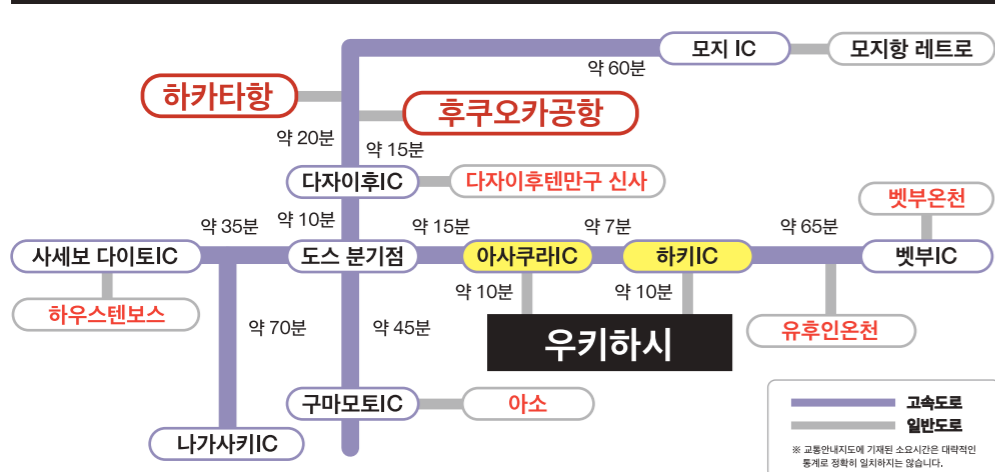 모지 IC
모지항 레트로
약 60분
하카타항
후쿠오카공항
약 20분
약 15분
다자이후IC
다자이후텐만구 신사
벳부온천
약 35분
약 10분
약 15분
약 7분
약 65분
사세보 다이토IC
도스 분기점
아사쿠라IC
하키IC
벳부IC
약 10분
약 10분
하우스텐보스
약 70분
약 45분
우키하시
유후인온천
구마모토IC
아소
나가사키IC
고속도로
일반도로
※ 교통안내지도에 기재된 소요시간은 대략적인
통계로 정확히 일치하지는 않습니다.